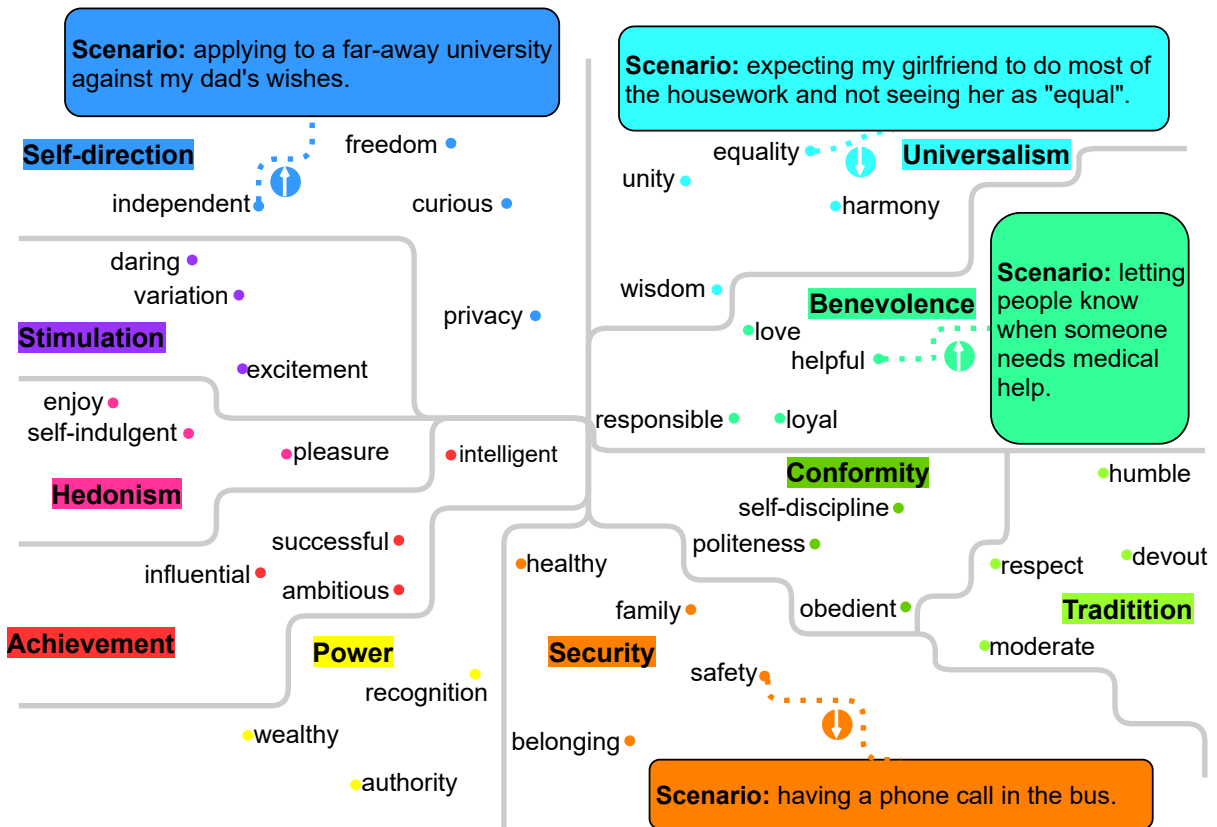 Scenario: applying to a far-away university
against my dad's wishes.
Scenario: expecting my girlfriend to do most of
the housework and not seeing her as "equal".
Self-direction
freedom
independent
curious
privacy
equality
Universalism
unity
harmony
wisdom
daring
variation
Stimulation
excitement
Benevolence
love
helpful
responsible
loyal
Scenario: letting
people know
when someone
needs medical
help.
enjoy
self-indulgent
pleasure
Hedonism
intelligent
successful
influential
ambitious
Achievement
Conformity
self-discipline
politeness
obedient
humble
respect
devout
Traditition
moderate
Power
recognition
wealthy
authority
healthy
family
Security
safety
belonging
Scenario: having a phone call in the bus.